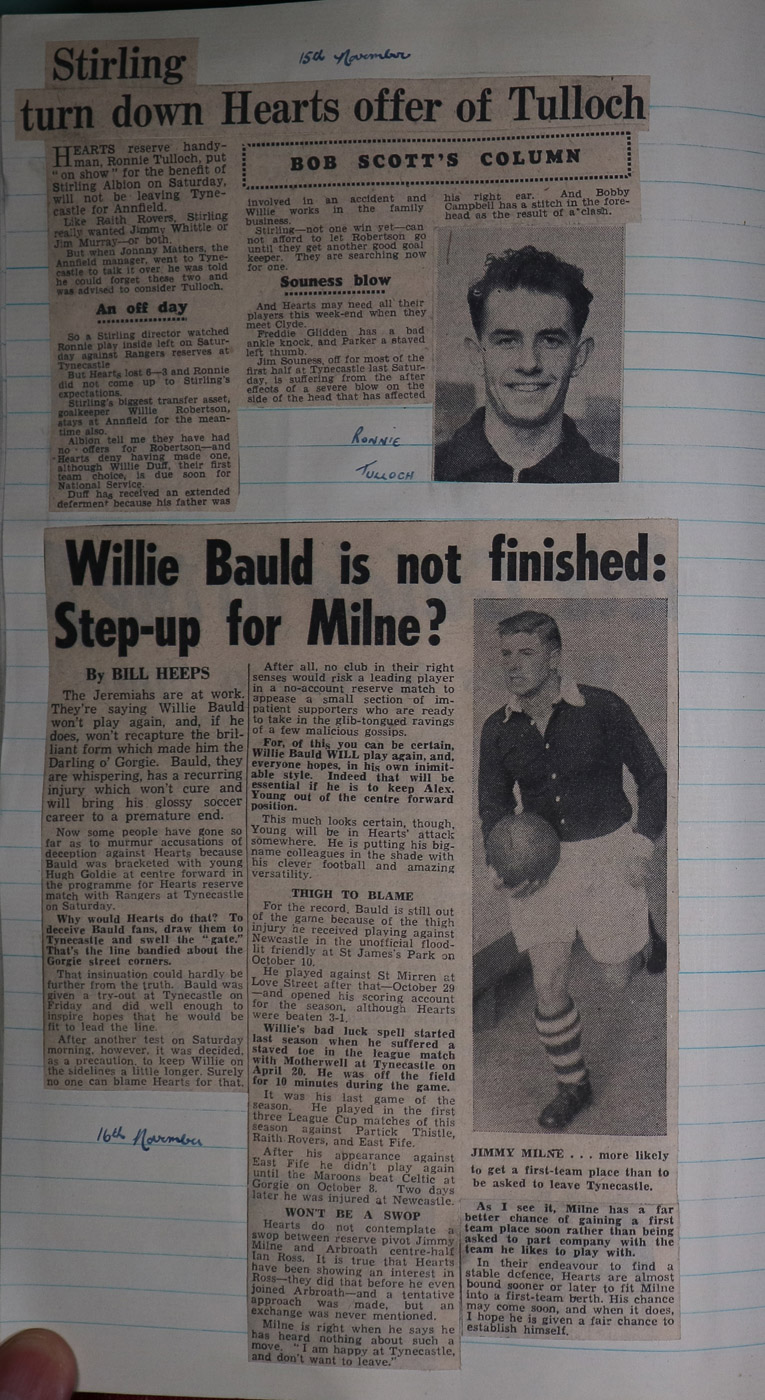 15th November
Stirling
turn down Hearts offer of Tulloch
HEARTS reserve handy-
man, Ronnie Tulloch, put
"on show" for the benefit of
Stirling Albion on Saturday,
will not be leaving Tyne-
castle for Annfield.
Like Raith Rovers, Stirling
really wanted Jimmy Whittle or
Jim Murray—or both.
But when Jonnny Mathers, the
Annfield manager, went to Tyne-
castle to talk it over, he was told
he could forget these two and
was advised to consider Tulloch.
An off day
So a Stirling director watched
Ronnie play inside left on Satur-
day against Rangers reserves at
Tynecastle
But Hearts lost 6—3 and Ronnie
did not come up to Stirling's
expectations.
Stirling's biggest transfer asset,
goalkeeper Willie Robertson,
stays at Annfield for the mean-
time also.
Albion tell me they have had
no offers for Robertson—and
Hearts deny having made one,
although Willie Duff, their first
team choice, is due soon for
National Service.
Duff has received an extended
deferment because his father was
BOB SCOTT'S COLUMN
involved in an accident and
Willie works in the family
business.
Stirling—not one win yet—can
not afford to let Robertson go
until they get another good goal
keeper. They are searching now
for one.
Souness blow
And Hearts may need all their
players this week-end when they
meet Clyde.
Freddie Glidden has a bad
ankle knock, and Parker a staved
left thumb.
Jim Souness, off for most of the
first half at Tynecastle last Satur-
day, is suffering from the after
effects of a severe blow on the
side of the head that has affected
his right ear. And Bobby
Campbell has a stitch in the fore-
head as the result of a clash.
RONNIE
TULLOCH
Willie Bauld is not finished:
Step-up for Milne?
By BILL HEEPS
The Jeremiahs are at work.
They're saying Willie Bauld
won't play again, and, if he
does, won't recapture the bril-
liant form which made him the
Darling o' Gorgie. Bauld, they
are whispering, has a recurring
injury which won't cure and
will bring his glossy soccer
career to a premature end.
Now some people have gone so
far as to murmur accusations of
deception against Hearts because
Bauld was bracketed with young
Hugh Goldie at centre forward in
the programme for Hearts reserve
match with Rangers at Tynecastle
on Saturday.
Why would Hearts do that? To
deceive Bauld fans, draw them to
Tynecastle and swell the "gate."
That's the line bandied about the
Gorgie street corners.
That insinuation could hardly be
further from the truth. Bauld was
given a try-out at Tynecastle on
Friday and did well enough to
inspire hopes that he would be
fit to lead the line.
After another test on Saturday
morning, however, it was decided,
as a precaution, to keep Willie on
the sidelines a little longer. Surely
no one can blame Hearts for that.
16th November
After all, no club in their right
senses would risk a leading player
in a no-account reserve match to
appease a small section of im-
patient supporters who are ready
to take in the glib-tongued ravings
of a few malicious gossips.
For, of this you can be certain,
Willie Bauld WILL play again, and,
everyone hopes, in his own inimit-
able style. Indeed that will be
essential if he is to keep Alex.
Young out of the centre forward
position.
This much looks certain, though,
Young will be in Hearts' attack
somewhere. He is putting his big-
name colleagues in the shade with
his clever football and amazing
versatility.
THIGH TO BLAME
For the record, Bauld is still out
of the game because of the thigh
injury he received playing against
Newcastle in the unofficial flood-
lit friendly at St James's Park on
October 10.
He played against St Mirren at
Love Street after that—October 29
—and opened his scoring account
for the season, although Hearts
were beaten 3-1.
Willie's bad luck spell started
last season when he suffered a
staved toe in the league match
with Motherwell at Tynecastle on
April 20. He was off the field
for 10 minutes during the game.
It was his last game of the
season. He played in the first
three League Cup matches of this
season against Partick Thistle,
Raith Rovers, and East Fife.
After his appearance against
East Fife he didn't play again
until the Maroons beat Celtic at
Gorgie on October 8. Two days
later he was injured at Newcastle.
WON'T BE A SWOP
Hearts do not contemplate a
swop between reserve pivot Jimmy
Milne and Arbroath centre-half
Ian Ross. It is true that Hearts
have been showing an interest in
Ross—they did that before he even
joined Arbroath—and a tentative
approach was made, but an
exchange was never mentioned.
Milne is right when he says he
has heard nothing about such a
move. "I am happy at Tynecastle,
and don't want to leave."
JIMMY MILNE . . . more likely
to get a first-team place than to
be asked to leave Tynecastle.
As I see it, Milne has a far
better chance of gaining a first
team place soon rather than being
asked to part company with the
team he likes to play with.
In their endeavour to find a
stable defence, Hearts are almost
bound sooner or later to fit Milne
into a first-team berth. His chance
may come soon, and when it does,
I hope he is given a fair chance to
establish himself.